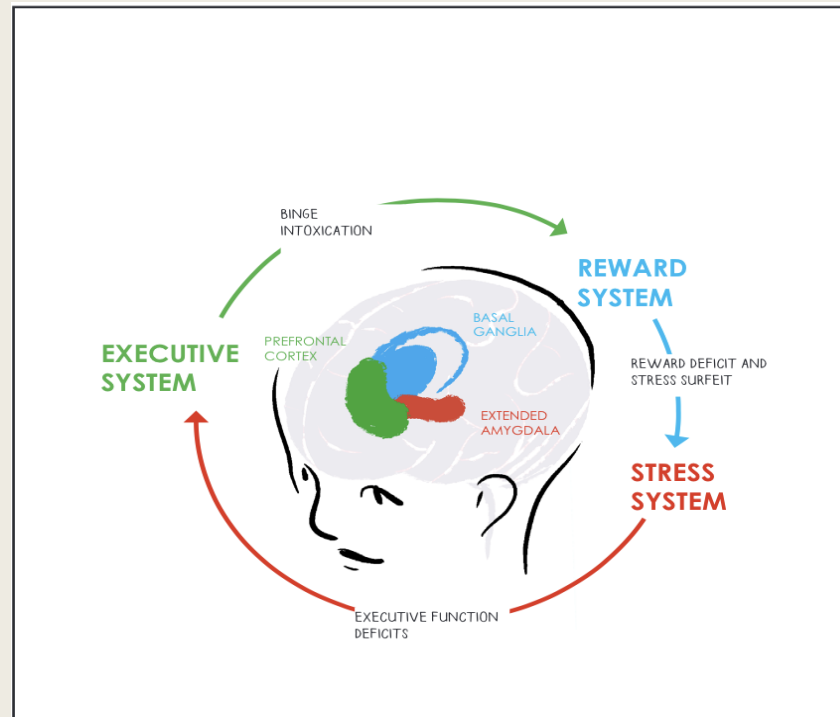 BINGE
INTOXICATION
REWARD
SYSTEM
BASAL
GANGLIA
PREFRONTAL
CORTEX
EXECUTIVE
SYSTEM
REWARD DEFICIT AND
STRESS SURFEIT
EXTENDED
AMYGDALA
STRESS
SYSTEM
EXECUTIVE FUNCTION
DEFICITS